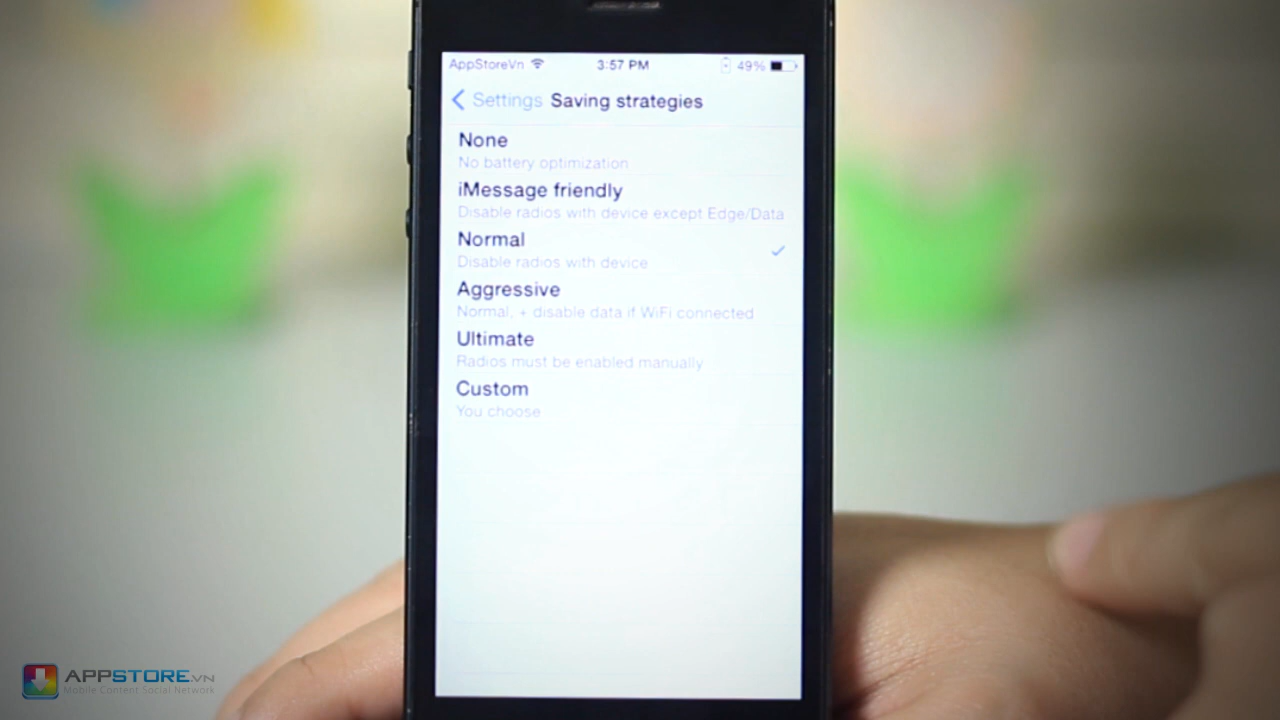 AppStoreVn 3:57 PM 49%
Settings Saving strategies
None
No battery optimization
iMessage friendly
Disable radios with device except Edge/Data
Normal
Disable radios with device
Aggressive
Normal, + disable data if WiFi connected
Ultimate
Radios must be enabled manually
Custom
You choose
APPSTORE.VN
Mobile Content Social Network